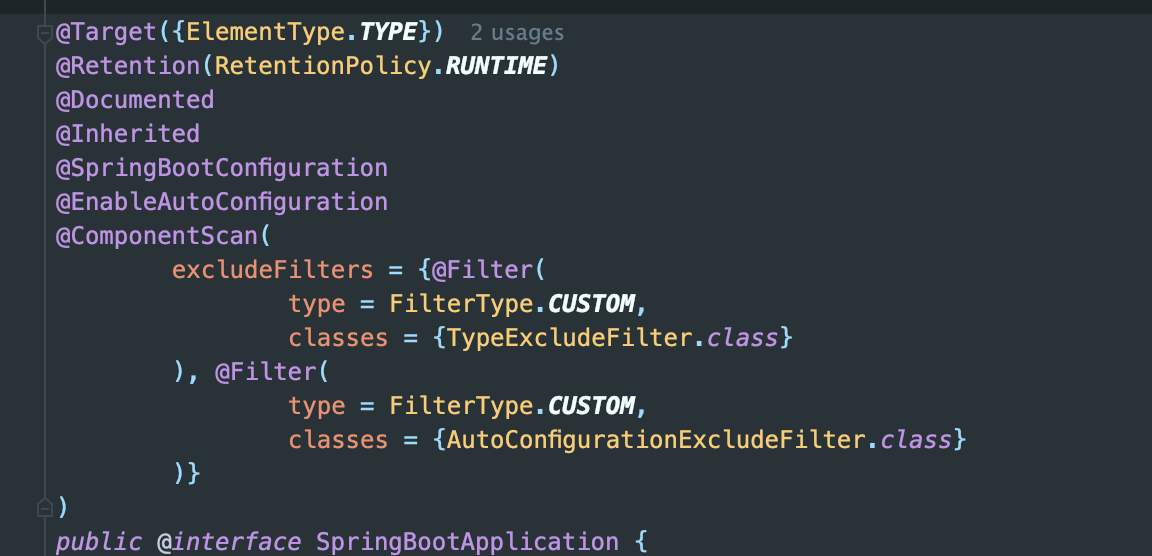 @Target({ElementType.TYPE}) 2 usages
@Retention(RetentionPolicy.RUNTIME)
@Documented
@Inherited
@SpringBootConfiguration
@EnableAutoConfiguration
@ComponentScan(
        excludeFilters = {@Filter(
                type = FilterType.CUSTOM,
                classes = {TypeExcludeFilter.class}
        ), @Filter(
                type = FilterType.CUSTOM,
                classes = {AutoConfigurationExcludeFilter.class}
        )}
)
public @interface SpringBootApplication {